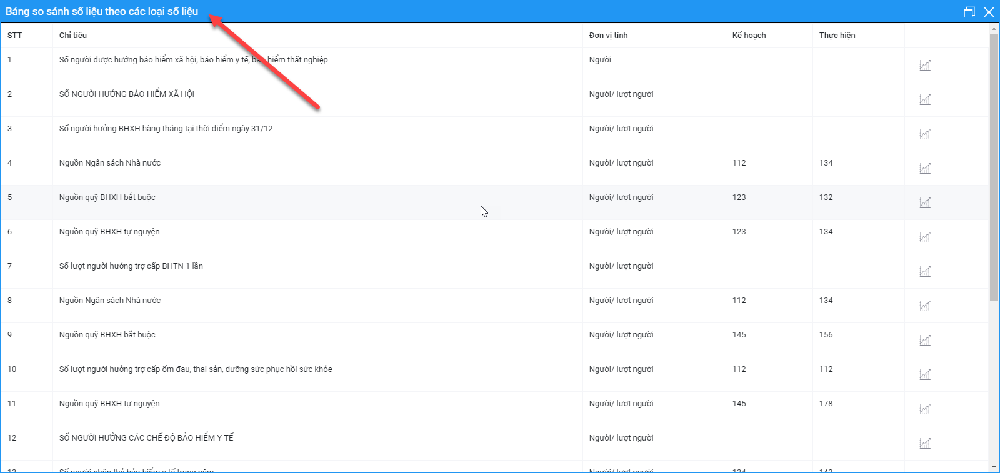 Bảng so sánh số liệu theo các loại số liệu
STT Chỉ tiêu Đơn vị tính Kế hoạch Thực hiện
1 Số người được hưởng bảo hiểm xã hội, bảo hiểm y tế, bảo hiểm thất nghiệp Người
2 SỐ NGƯỜI HƯỞNG BẢO HIỂM XÃ HỘI Người/ lượt người
3 Số người hưởng BHXH hàng tháng tại thời điểm ngày 31/12 Người/ lượt người
4 Nguồn Ngân sách Nhà nước Người/ lượt người 112 134
5 Nguồn quỹ BHXH bắt buộc Người/ lượt người 123 132
6 Nguồn quỹ BHXH tự nguyện Người/ lượt người 123 134
7 Số lượt người hưởng trợ cấp BHTN 1 lần Người/ lượt người
8 Nguồn Ngân sách Nhà nước Người/ lượt người 112 134
9 Nguồn quỹ BHXH bắt buộc Người/ lượt người 145 156
10 Số lượt người hưởng trợ cấp ốm đau, thai sản, dưỡng sức phục hồi sức khỏe Người/ lượt người 112 112
11 Nguồn quỹ BHXH tự nguyện Người/ lượt người 145 178
12 SỐ NGƯỜI HƯỞNG CÁC CHẾ ĐỘ BẢO HIỂM Y TẾ Người/ lượt người
13 Số người nhận thẻ bảo hiểm y tế trong năm Người/ lượt người 134 143